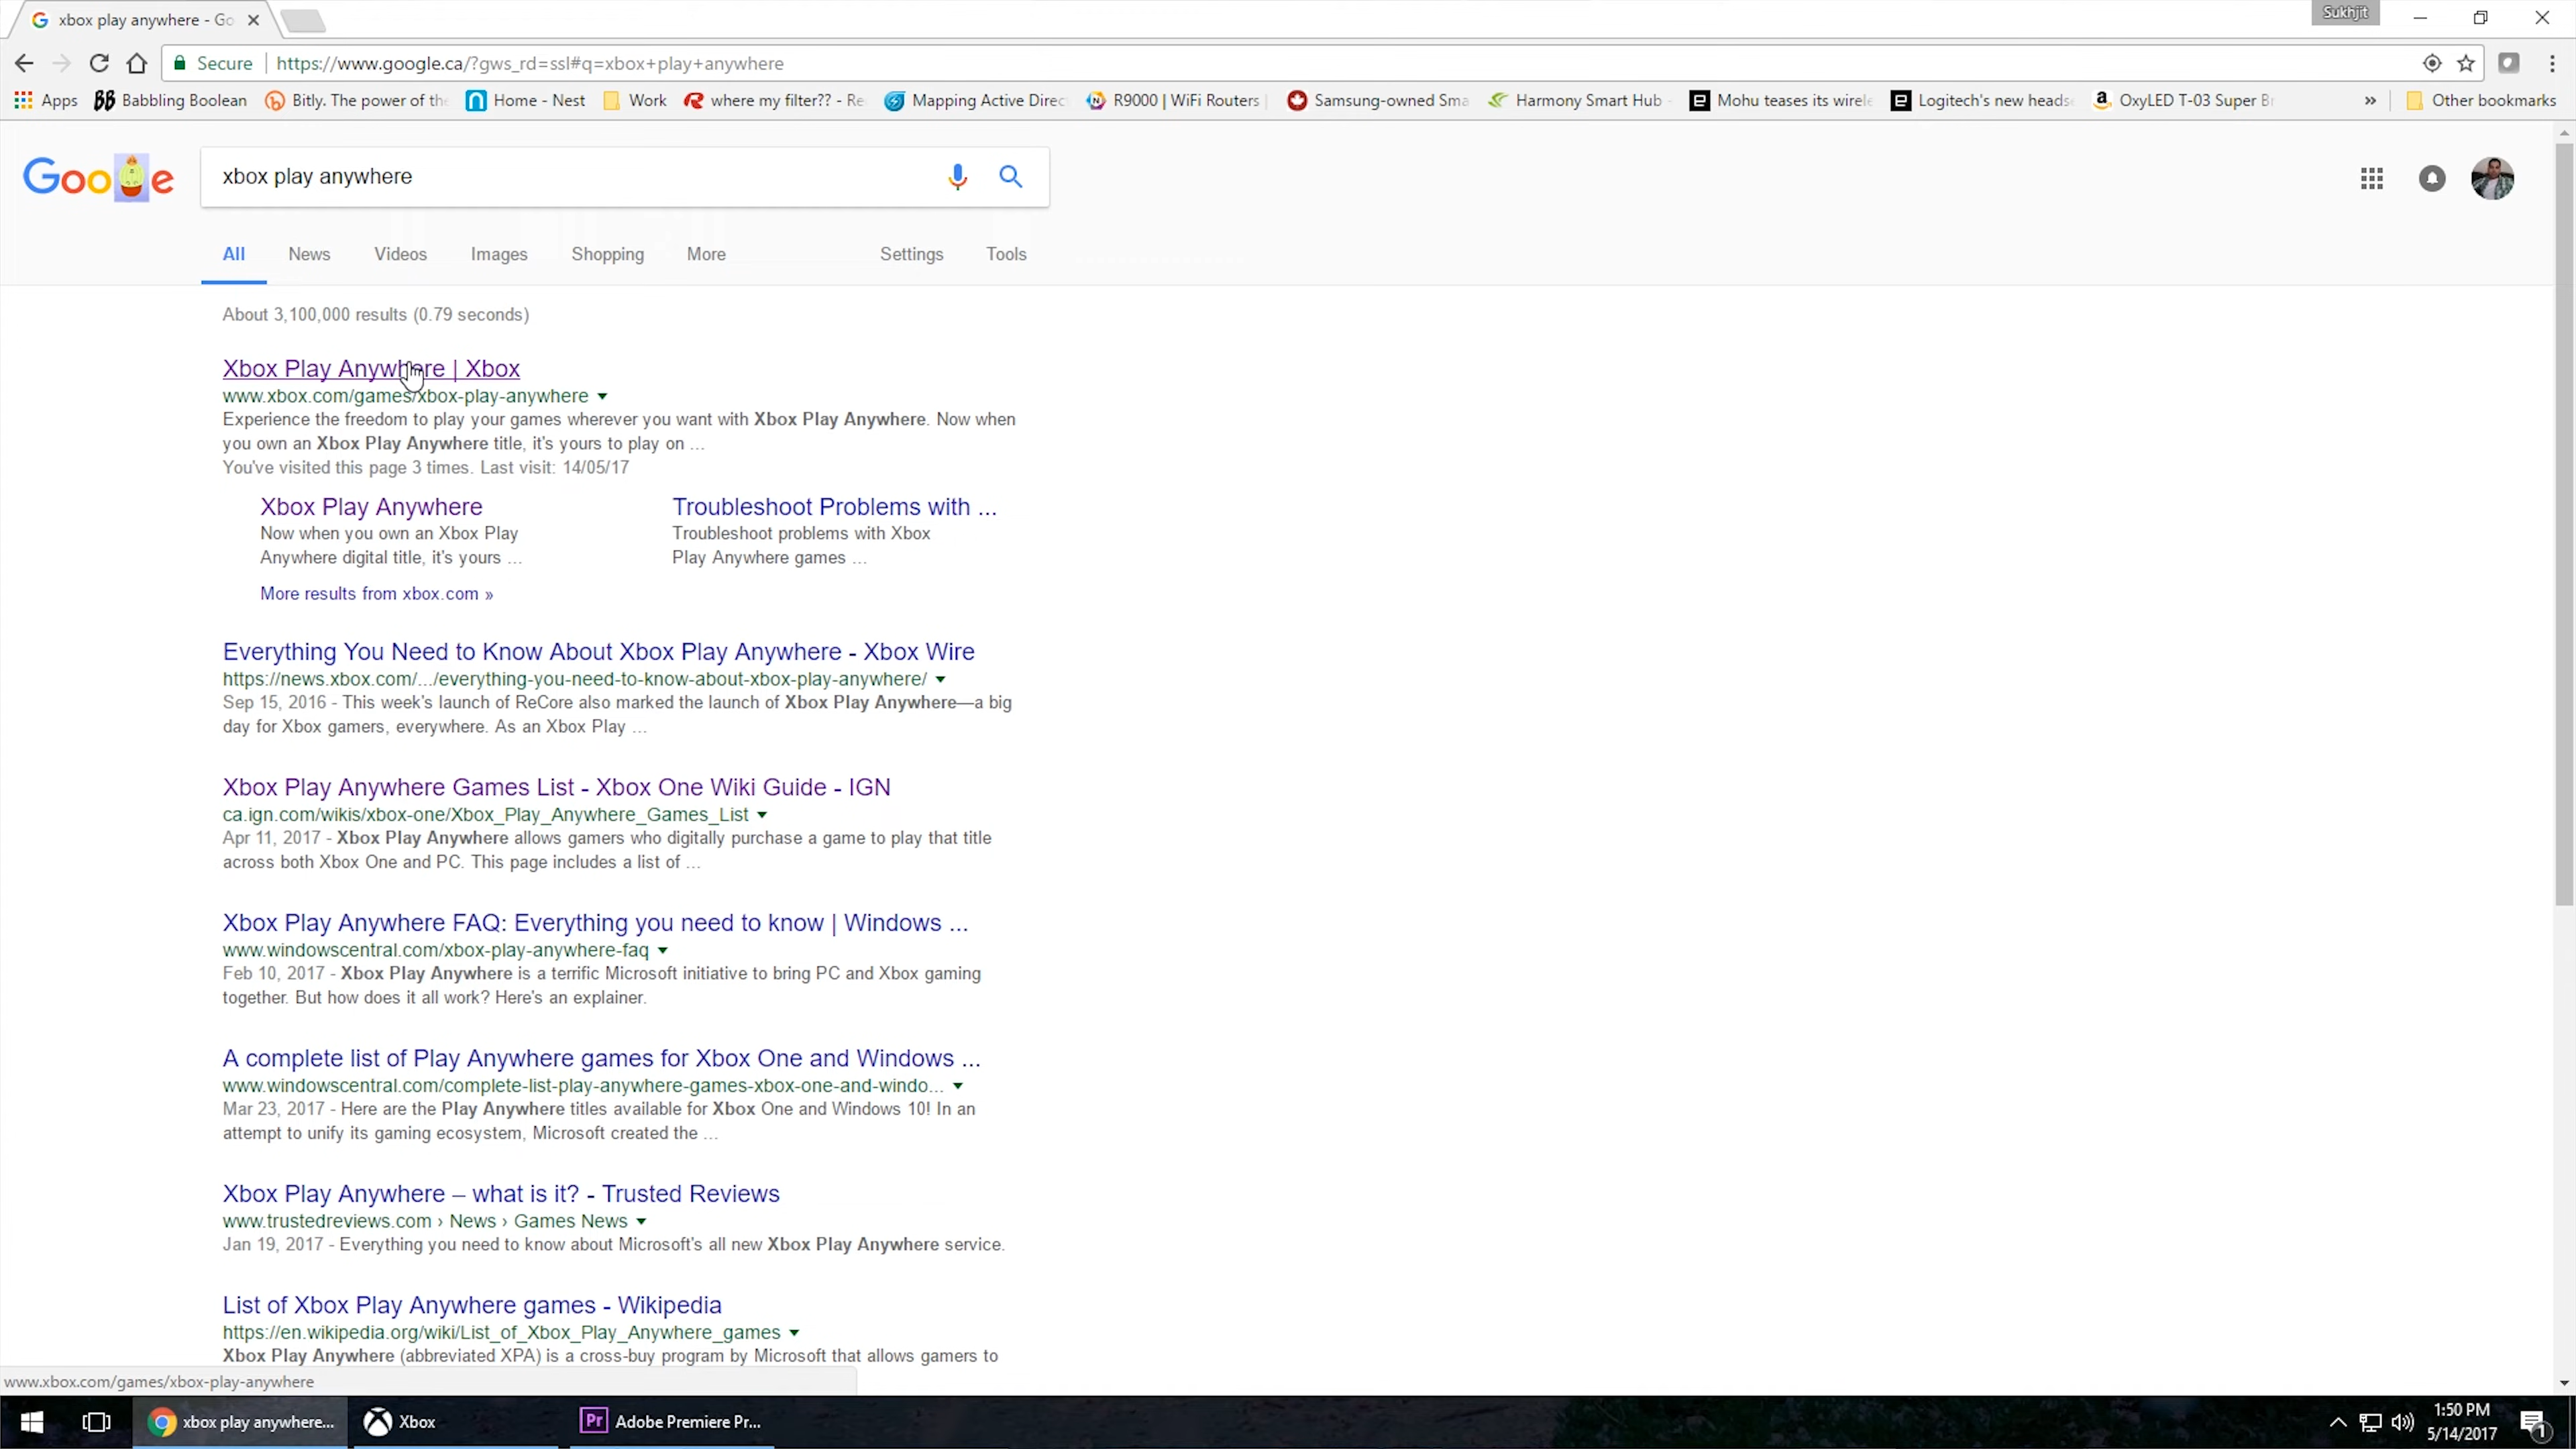 xbox play anywhere - Go
Sukhjit
Secure https://www.google.ca/?gws_rd=ssl#q=xbox+play+anywhere
Apps Babbling Boolean Bitly. The power of the Home - Nest Work where my filter?? - Re Mapping Active Direc R9000 | WiFi Routers Samsung-owned Sma Harmony Smart Hub - Mohu teases its wirele Logitech's new heads OxyLED T-03 Super Br » Other bookmarks
Google
xbox play anywhere
All News Videos Images Shopping More Settings Tools
About 3,100,000 results (0.79 seconds)
Xbox Play Anywhere | Xbox
www.xbox.com/games/xbox-play-anywhere
Experience the freedom to play your games wherever you want with Xbox Play Anywhere. Now when
you own an Xbox Play Anywhere title, it's yours to play on ...
You've visited this page 3 times. Last visit: 14/05/17
Xbox Play Anywhere
Now when you own an Xbox Play
Anywhere digital title, it's yours ...
Troubleshoot Problems with ...
Troubleshoot problems with Xbox
Play Anywhere games ...
More results from xbox.com »
Everything You Need to Know About Xbox Play Anywhere - Xbox Wire
https://news.xbox.com/.../everything-you-need-to-know-about-xbox-play-anywhere/
Sep 15, 2016 - This week's launch of ReCore also marked the launch of Xbox Play Anywhere—a big
day for Xbox gamers, everywhere. As an Xbox Play ...
Xbox Play Anywhere Games List - Xbox One Wiki Guide - IGN
ca.ign.com/wikis/xbox-one/Xbox_Play_Anywhere_Games_List
Apr 11, 2017 - Xbox Play Anywhere allows gamers who digitally purchase a game to play that title
across both Xbox One and PC. This page includes a list of ...
Xbox Play Anywhere FAQ: Everything you need to know | Windows ...
www.windowscentral.com/xbox-play-anywhere-faq
Feb 10, 2017 - Xbox Play Anywhere is a terrific Microsoft initiative to bring PC and Xbox gaming
together. But how does it all work? Here's an explainer.
A complete list of Play Anywhere games for Xbox One and Windows ...
www.windowscentral.com/complete-list-play-anywhere-games-xbox-one-and-windo...
Mar 23, 2017 - Here are the Play Anywhere titles available for Xbox One and Windows 10! In an
attempt to unify its gaming ecosystem, Microsoft created the ...
Xbox Play Anywhere – what is it? - Trusted Reviews
www.trustedreviews.com › News › Games News
Jan 19, 2017 - Everything you need to know about Microsoft's all new Xbox Play Anywhere service.
List of Xbox Play Anywhere games - Wikipedia
https://en.wikipedia.org/wiki/List_of_Xbox_Play_Anywhere_games
Xbox Play Anywhere (abbreviated XPA) is a cross-buy program by Microsoft that allows gamers to
www.xbox.com/games/xbox-play-anywhere
xbox play anywhere... Xbox Pr Adobe Premiere Pr...
1:50 PM
5/14/2017
1